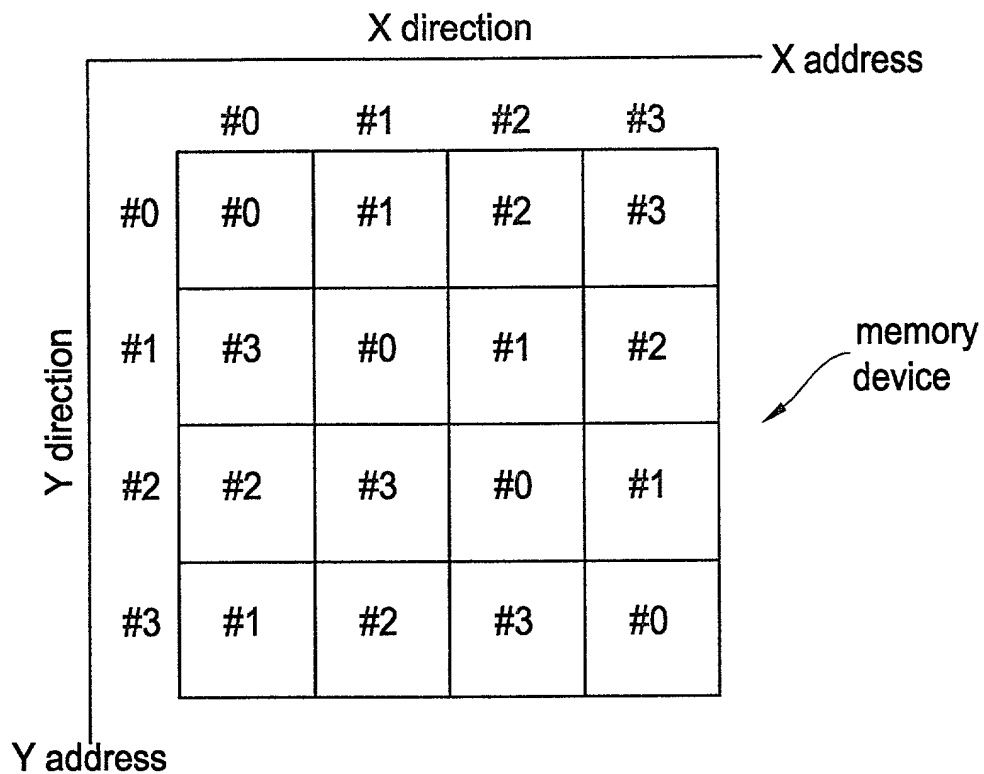 X direction
X address
#0 #1 #2 #3
#0 #0 #1 #2 #3
#1 #3 #0 #1 #2
memory
device
Y direction
#2 #2 #3 #0 #1
#3 #1 #2 #3 #0
Y address